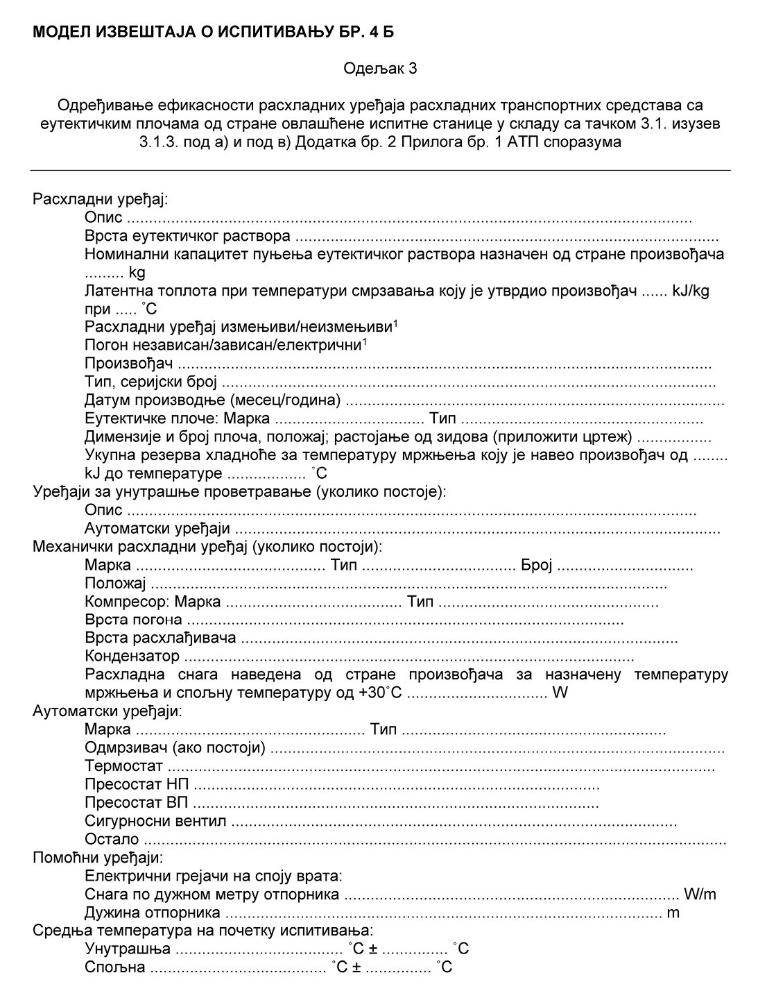 МОДЕЛ ИЗВЕШТАЈА О ИСПИТИВАЊУ БР. 4 Б
Одељак 3
Одређивање ефикасности расхладних уређаја расхладних транспортних средстава са
еутектичким плочама од стране овлашћене испитне станице у складу са тачком 3.1. изузев
3.1.3. под а) и под в) Додатка бр. 2 Прилога бр. 1 АТП споразума
Расхладни уређај:
Опис ................................................................................................................................
Врста еутектичког раствора ................................................................................................
Номинални капацитет пуњења еутектичког раствора назначен од стране произвођача
......... kg
Латентна топлота при температури смрзавања коју је утврдио произвођач ...... kJ/kg
при ..... ˚C
Расхладни уређај измењиви/неизмењиви¹
Погон независан/зависан/електрични¹
Произвођач .........................................................................................................................
Тип, серијски број ................................................................................................................
Датум производње (месец/година) ......................................................................................
Еутектичке плоче: Марка .................................. Тип .......................................................
Димензије и број плоча, положај; растојање од зидова (приложити цртеж) .................
Укупна резерва хладноће за температуру мржњења коју је навео произвођач од ........
kJ до температуре .................. ˚C
Уређаји за унутрашње проветравање (уколико постоје):
Опис .................................................................................................................................
Аутоматски уређаји ..............................................................................................................
Механички расхладни уређај (уколико постоји):
Марка ........................................... Тип ................................... Број ...............................
Положај .....................................................................................................................
Компресор: Марка ........................................ Тип ..................................................
Врста погона ...................................................................................................
Врста расхлађивача ...................................................................................................
Кондензатор ......................................................................................................
Расхладна снага наведена од стране произвођача за назначену температуру
мржњења и спољну температуру од +30˚C ................................ W
Аутоматски уређаји:
Марка .................................................... Тип ............................................................
Одмрзивач (ако постоји) .......................................................................................................
Термостат ............................................................................................................................
Пресостат НП ............................................................................................
Пресостат ВП ............................................................................................
Сигурносни вентил .....................................................................................................
Остало ....................................................................................................................................
Помоћни уређаји:
Електрични грејачи на споју врата:
Снага по дужном метру отпорника ............................................................................ W/m
Дужина отпорника ................................................................................................... m
Средња температура на почетку испитивања:
Унутрашња ...................................... ˚C ± ............... ˚C
Спољна ........................................ ˚C ± ............... ˚C